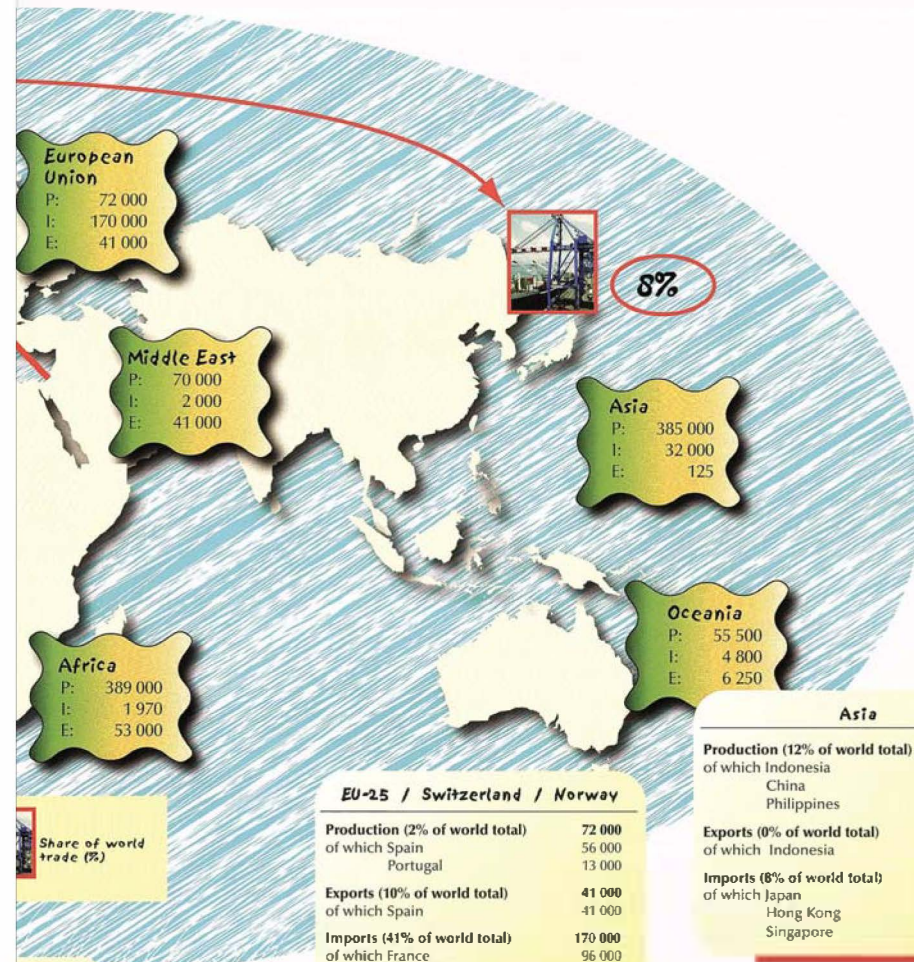 European
Union
P: 72 000
I: 170 000
E: 41 000
8%
Middle East
P: 70 000
I: 2 000
E: 41 000
Asia
P: 385 000
I: 32 000
E: 125
Oceania
P: 55 500
I: 4 800
E: 6 250
Africa
P: 389 000
I: 1 970
E: 53 000
Share of world
trade (%)
EU-25 / Switzerland / Norway
Production (2% of world total) 72 000
of which Spain 56 000
Portugal 13 000
Exports (10% of world total) 41 000
of which Spain 41 000
Imports (41% of world total) 170 000
of which France 96 000
Asia
Production (12% of world total)
of which Indonesia
China
Philippines
Exports (0% of world total)
of which Indonesia
Imports (8% of world total)
of which Japan
Hong Kong
Singapore